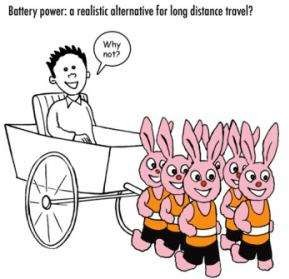 Battery power: a realistic alternative for long distance travel?
Why
not?